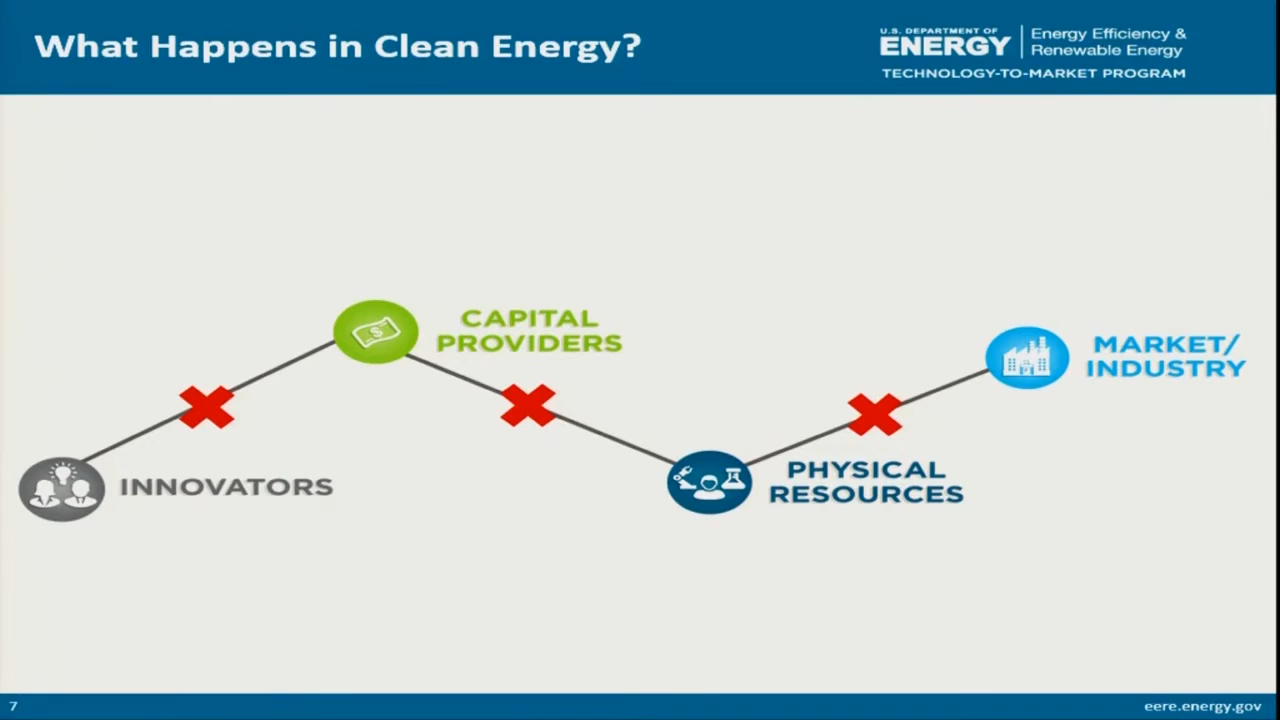 What Happens in Clean Energy?
U.S. DEPARTMENT OF
ENERGY
Energy Efficiency &
Renewable Energy
TECHNOLOGY-TO-MARKET PROGRAM
CAPITAL
PROVIDERS
$
MARKET/
INDUSTRY
INNOVATORS
PHYSICAL
RESOURCES
7
eere.energy.gov